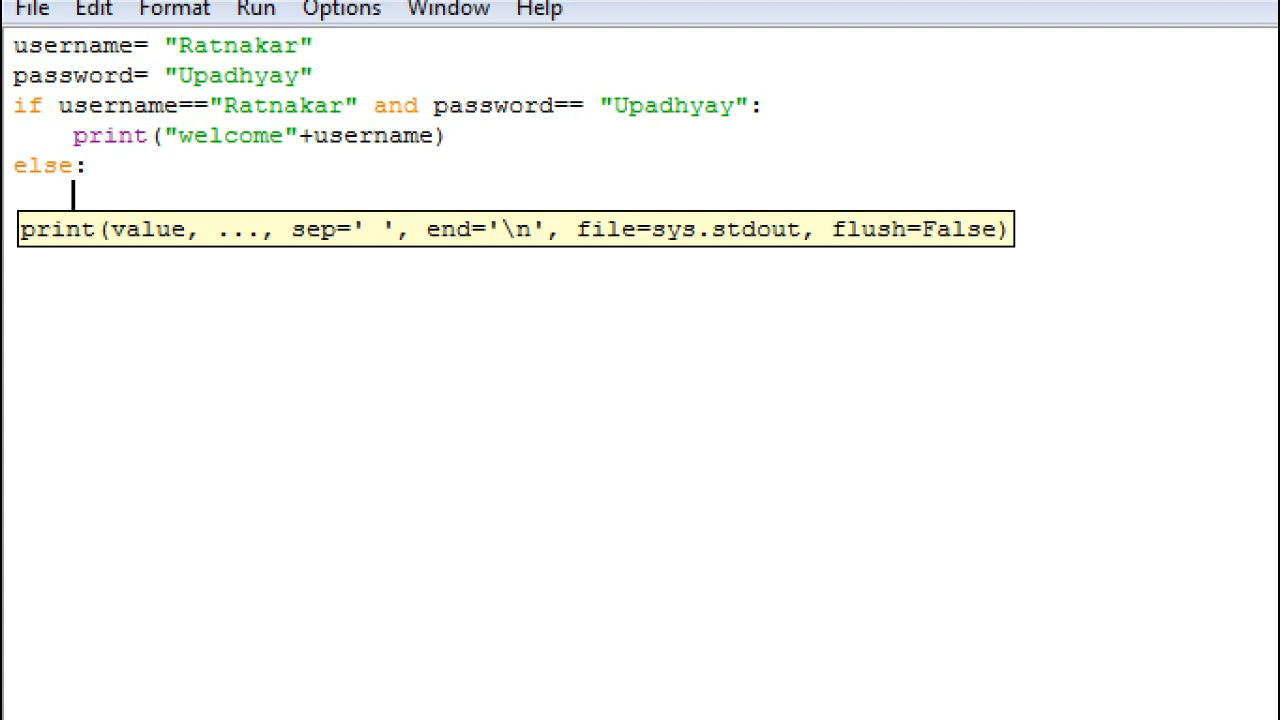 File Edit Format Run Options Window Help
username= "Ratnakar"
password= "Upadhyay"
if username=="Ratnakar" and password== "Upadhyay":
    print("welcome"+username)
else:
print(value, ..., sep=' ', end='\n', file=sys.stdout, flush=False)